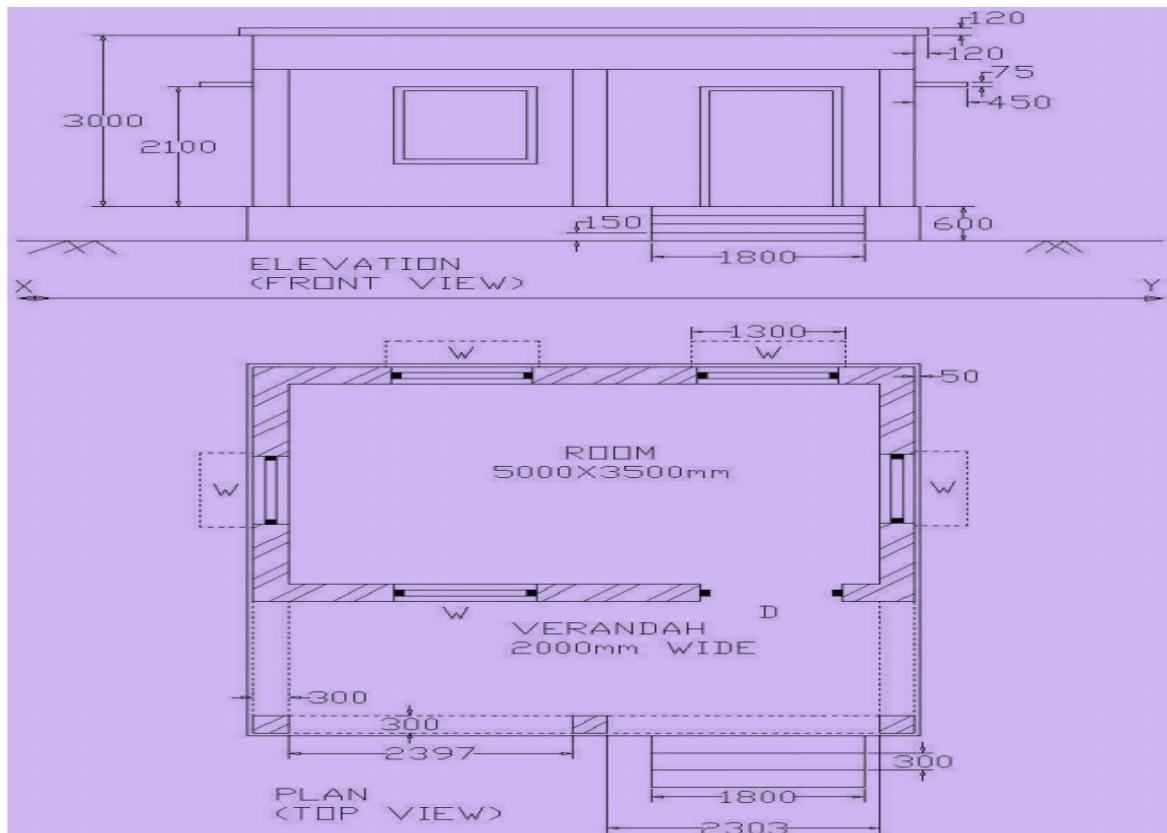 120
120
75
450
3000
2100
150
600
1800
ELEVATION
(FRONT VIEW)
X
Y
1300
W
W
50
ROOM
5000X3500mm
W
W
W
D
VERANDAH
2000mm WIDE
300
300
2397
300
1800
PLAN
(TOP VIEW)
2303